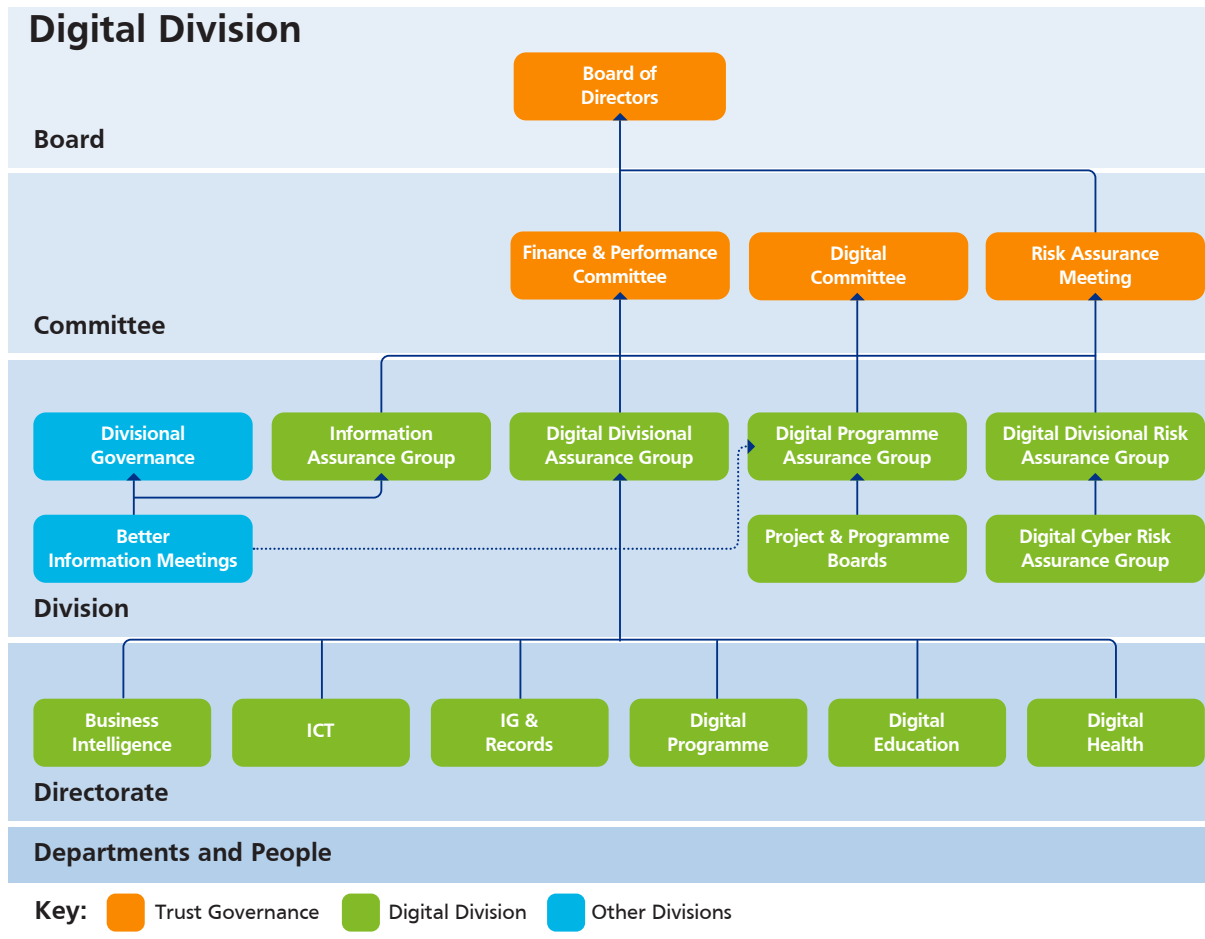 Digital Division
Board of
Directors
Board
Finance & Performance
Committee
Digital
Committee
Risk Assurance
Meeting
Committee
Divisional
Governance
Information
Assurance Group
Digital Divisional
Assurance Group
Digital Programme
Assurance Group
Digital Divisional Risk
Assurance Group
Better
Information Meetings
Project & Programme
Boards
Digital Cyber Risk
Assurance Group
Division
Business
Intelligence
ICT
IG &
Records
Digital
Programme
Digital
Education
Digital
Health
Directorate
Departments and People
Key:
Trust Governance
Digital Division
Other Divisions